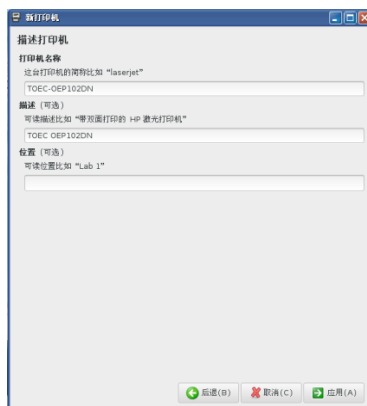 新打印机
描述打印机
打印机名称
这台打印机的简称比如“laserjet”
TOEC-OEP102DN
描述 (可选)
可读描述比如“带双面打印的 HP 激光打印机”
TOEC OEP102DN
位置 (可选)
可读位置比如“Lab 1”
后退(B) 取消(C) 应用(A)